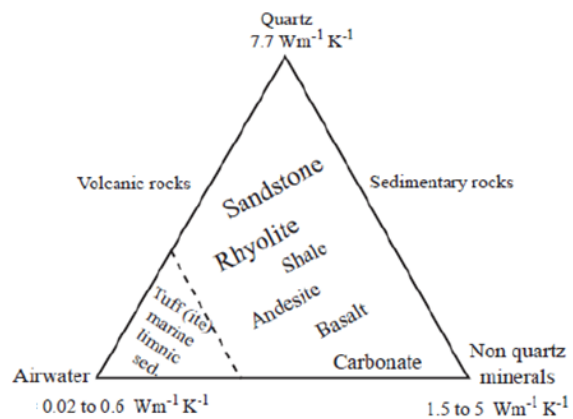 Quartz
7.7 Wm-1 K-1
Volcanic rocks
Sedimentary rocks
Sandstone
Rhyolite
Shale
Andesite
Basalt
Carbonate
Tuff (ite)
marine
limnic
sed.
Airwater
0.02 to 0.6 Wm-1 K-1
Non quartz
minerals
1.5 to 5 Wm-1 K-1